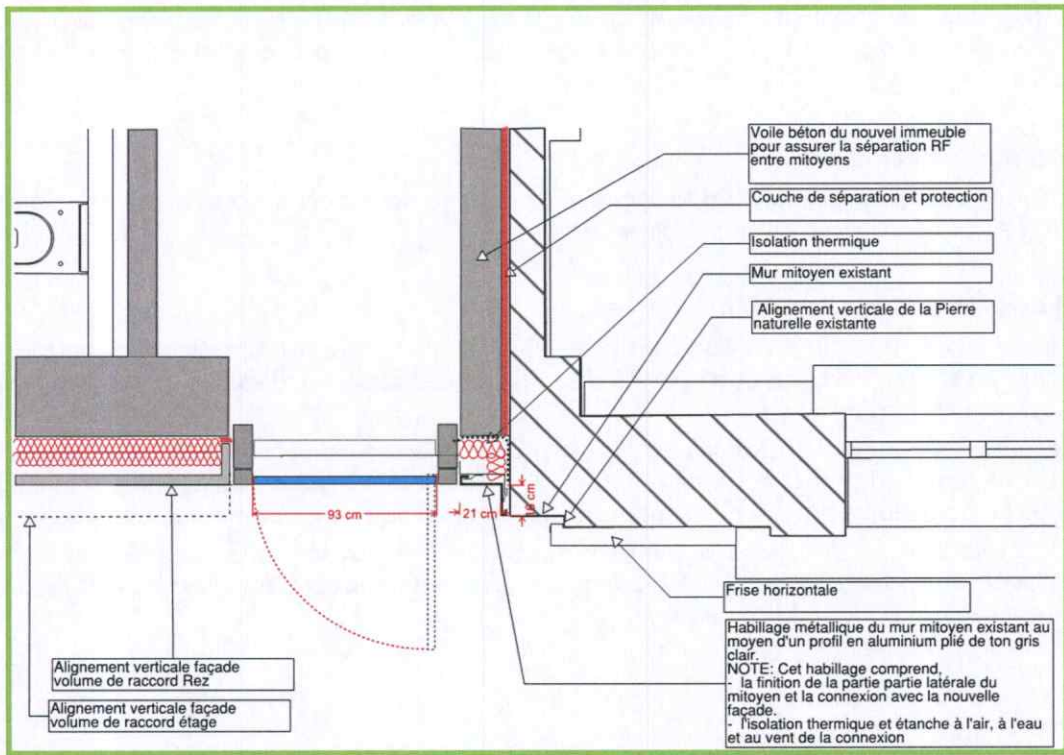 Voile béton du nouvel immeuble
pour assurer la séparation RF
entre mitoyens
Couche de séparation et protection
Isolation thermique
Mur mitoyen existant
Alignement verticale de la Pierre
naturelle existante
93 cm
21 cm
cm
Frise horizontale
Habillage métallique du mur mitoyen existant au
moyen d'un profil en aluminium plié de ton gris
clair.
NOTE: Cet habillage comprend,
- la finition de la partie partie latérale du
mitoyen et la connexion avec la nouvelle
façade.
- l'isolation thermique et étanche à l'air, à l'eau
et au vent de la connexion
Alignement verticale façade
volume de raccord Rez
Alignement verticale façade
volume de raccord étage